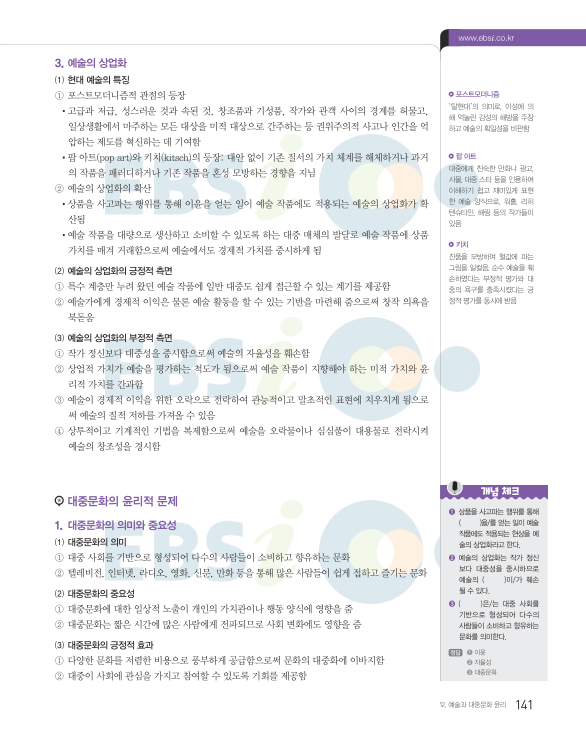 www.ebsi.co.kr
3. 예술의 상업화
(1) 현대 예술의 특징
① 포스트모더니즘적 관점의 등장
• 고급과 저급, 성스러운 것과 속된 것, 창조품과 기성품, 작가와 관객 사이의 경계를 허물고,
일상생활에서 마주하는 모든 대상을 미적 대상으로 간주하는 등 권위주의적 사고나 인간을 억
압하는 제도를 혁신하는 데 기여함
• 팝 아트(pop art)와 키치(kitsch)의 등장: 대안 없이 기존 질서의 가치 체계를 해체하거나 과거
의 작품을 패러디하거나 기존 작품을 혼성 모방하는 경향을 지님
② 예술의 상업화의 확산
• 상품을 사고파는 행위를 통해 이윤을 얻는 일이 예술 작품에도 적용되는 예술의 상업화가 확
산됨
• 예술 작품을 대량으로 생산하고 소비할 수 있도록 하는 대중 매체의 발달로 예술 작품에 상품
가치를 매겨 거래함으로써 예술에서도 경제적 가치를 중시하게 됨
(2) 예술의 상업화의 긍정적 측면
① 특수 계층만 누려 왔던 예술 작품에 일반 대중도 쉽게 접근할 수 있는 계기를 제공함
② 예술가에게 경제적 이익은 물론 예술 활동을 할 수 있는 기반을 마련해 줌으로써 창작 의욕을
북돋움
(3) 예술의 상업화의 부정적 측면
① 작가 정신보다 대중성을 중시함으로써 예술의 자율성을 훼손함
② 상업적 가치가 예술을 평가하는 척도가 됨으로써 예술 작품이 지향해야 하는 미적 가치와 윤
리적 가치를 간과함
③ 예술이 경제적 이익을 위한 오락으로 전락하여 관능적이고 말초적인 표현에 치우치게 됨으로
써 예술의 질적 저하를 가져올 수 있음
④ 상투적이고 기계적인 기법을 복제함으로써 예술을 오락물이나 심심풀이 대용물로 전락시켜
예술의 창조성을 경시함
대중문화의 윤리적 문제
1. 대중문화의 의미와 중요성
(1) 대중문화의 의미
① 대중 사회를 기반으로 형성되어 다수의 사람들이 소비하고 향유하는 문화
② 텔레비전, 인터넷, 라디오, 영화, 신문, 만화 등을 통해 많은 사람들이 쉽게 접하고 즐기는 문화
(2) 대중문화의 중요성
① 대중문화에 대한 일상적 노출이 개인의 가치관이나 행동 양식에 영향을 줌
② 대중문화는 짧은 시간에 많은 사람에게 전파되므로 사회 변화에도 영향을 줌
(3) 대중문화의 긍정적 효과
① 다양한 문화를 저렴한 비용으로 풍부하게 공급함으로써 문화의 대중화에 이바지함
② 대중이 사회에 관심을 가지고 참여할 수 있도록 기회를 제공함
포스트모더니즘
'탈현대'의 의미로, 이성에 의
해 억눌린 감성의 해방을 주장
하고 예술의 획일성을 비판함
팝 아트
대중에게 친숙한 만화나 광고,
사물, 대중 스타 등을 인용하여
이해하기 쉽고 재미있게 표현
한 예술 양식으로, 워홀, 리히
텐슈타인, 해링 등의 작가들이
있음
키치
진품을 모방하여 헐값에 파는
그림을 일컬음. 순수 예술을 훼
손하였다는 부정적 평가와 대
중의 욕구를 충족시켰다는 긍
정적 평가를 동시에 받음
개념 체크
❶ 상품을 사고파는 행위를 통해
( )을/를 얻는 일이 예술
작품에도 적용되는 현상을 예
술의 상업화라고 한다.
❷ 예술의 상업화는 작가 정신
보다 대중성을 중시하므로
예술의 ( )이/가 훼손
될 수 있다.
❸ ( )은/는 대중 사회를
기반으로 형성되어 다수의
사람들이 소비하고 향유하는
문화를 의미한다.
정답 ❶ 이윤
❷ 자율성
❸ 대중문화
12. 예술과 대중문화 윤리 141
EBSi